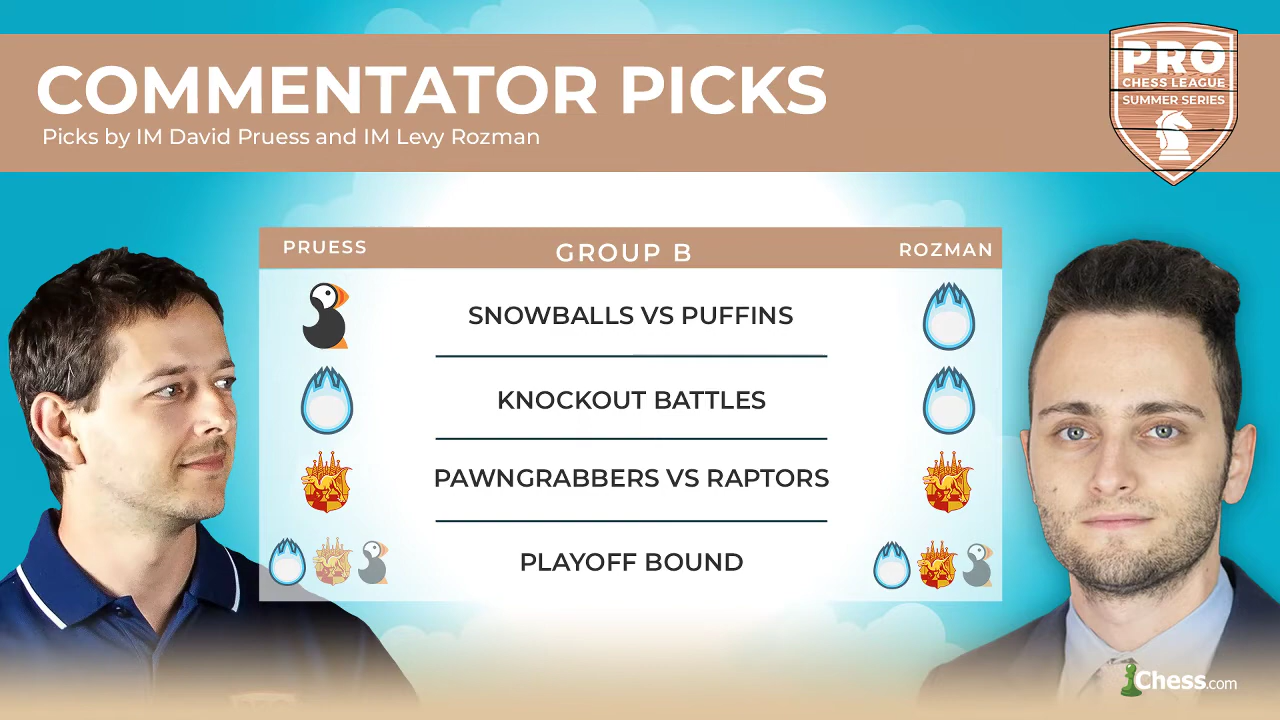 COMMENTATOR PICKS
Picks by IM David Pruess and IM Levy Rozman
PRO
CHESS LEAGUE
SUMMER SERIES
PRUESS
GROUP B
ROZMAN
SNOWBALLS VS PUFFINS
KNOCKOUT BATTLES
PAWNGRABBERS VS RAPTORS
PLAYOFF BOUND
Chess.com